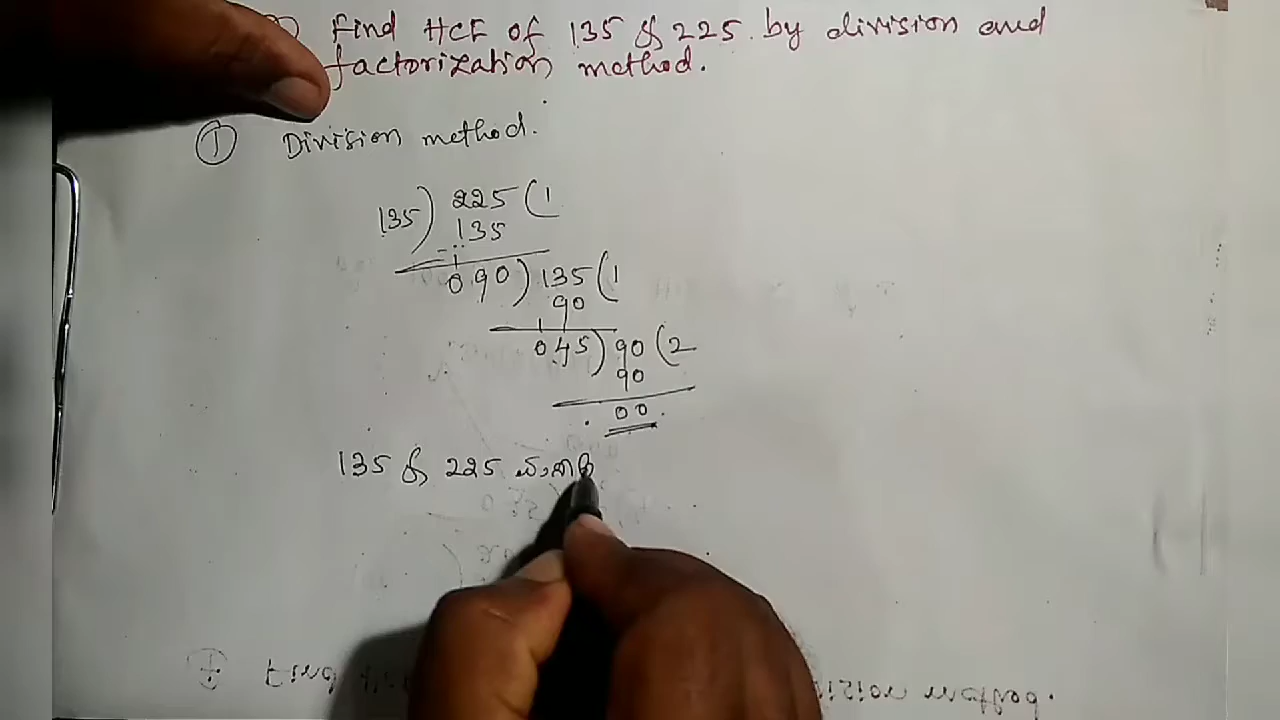 Find HCF of 135 & 225. by division and
factorization method.
① Division method.
135) 225 (1
- 135
090) 135 (1
90
045) 90 (2
90
00
135 & 225